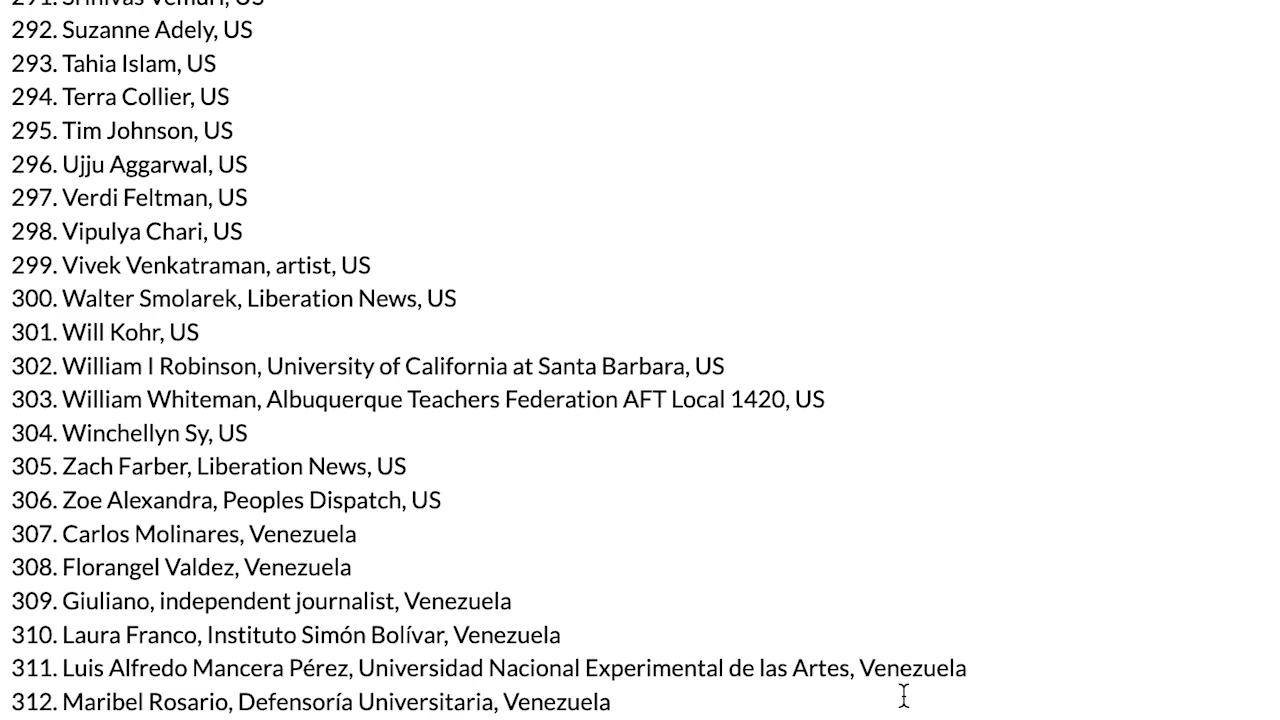 291. Srinivas Vemuri, US
292. Suzanne Adely, US
293. Tahia Islam, US
294. Terra Collier, US
295. Tim Johnson, US
296. Ujju Aggarwal, US
297. Verdi Feltman, US
298. Vipulya Chari, US
299. Vivek Venkatraman, artist, US
300. Walter Smolarek, Liberation News, US
301. Will Kohr, US
302. William I Robinson, University of California at Santa Barbara, US
303. William Whiteman, Albuquerque Teachers Federation AFT Local 1420, US
304. Winchellyn Sy, US
305. Zach Farber, Liberation News, US
306. Zoe Alexandra, Peoples Dispatch, US
307. Carlos Molinares, Venezuela
308. Florangel Valdez, Venezuela
309. Giuliano, independent journalist, Venezuela
310. Laura Franco, Instituto Simón Bolívar, Venezuela
311. Luis Alfredo Mancera Pérez, Universidad Nacional Experimental de las Artes, Venezuela
312. Maribel Rosario, Defensoría Universitaria, Venezuela